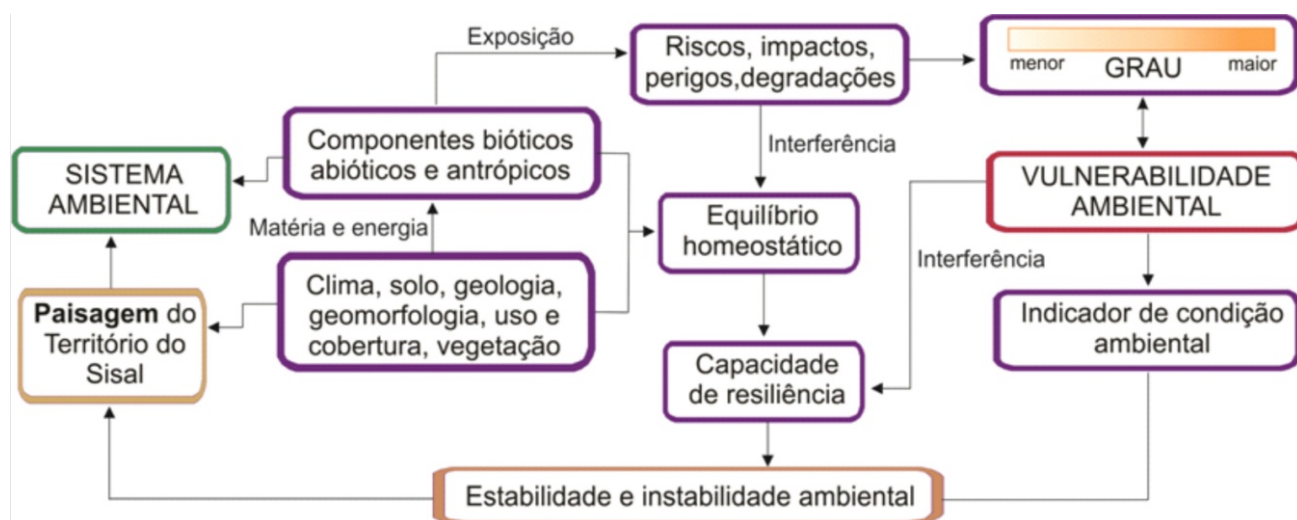 Exposição
Riscos, impactos,
perigos,degradações
menor GRAU maior
Componentes bióticos
abióticos e antrópicos
Interferência
SISTEMA
AMBIENTAL
VULNERABILIDADE
AMBIENTAL
Matéria e energia
Equilíbrio
homeostático
Interferência
Clima, solo, geologia,
geomorfologia, uso e
cobertura, vegetação
Paisagem do
Território do
Sisal
Indicador de condição
ambiental
Capacidade
de resiliência
Estabilidade e instabilidade ambiental